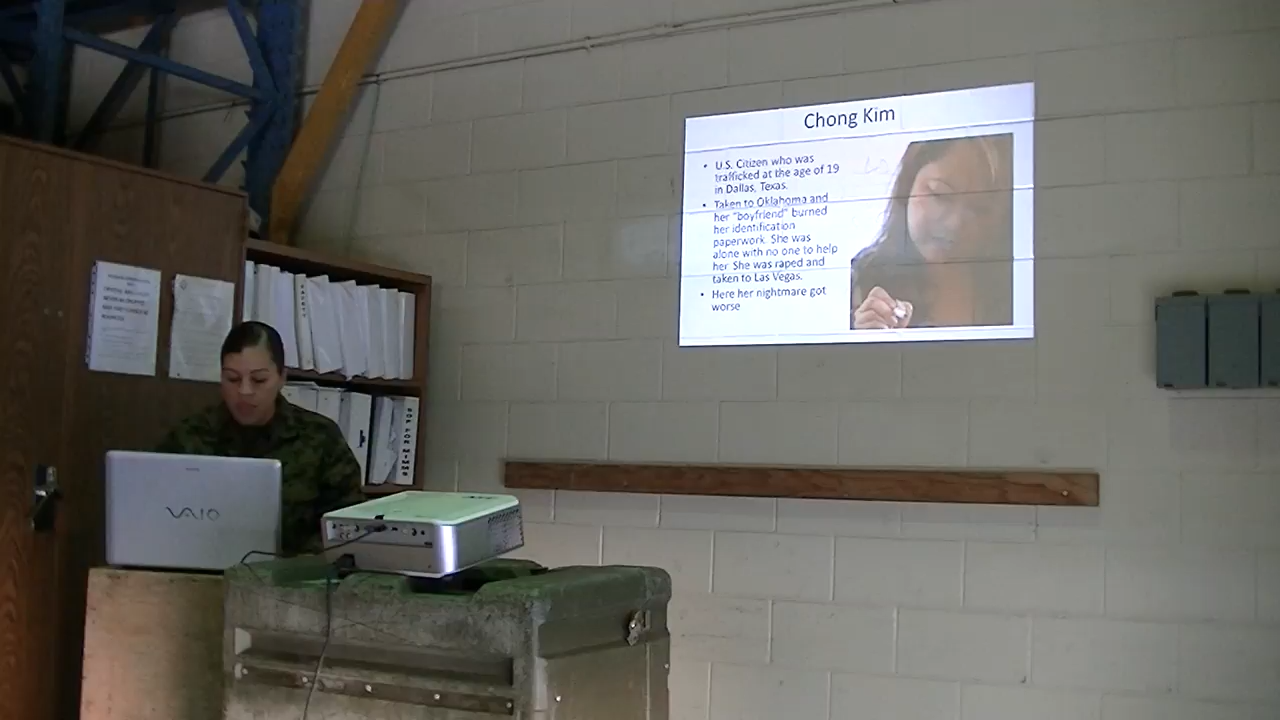 Chong Kim
• U.S. Citizen who was
trafficked at the age of 19
in Dallas, Texas.
• Taken to Oklahoma and
her "boyfriend" burned
her identification
paperwork. She was
alone with no one to help
her. She was raped and
taken to Las Vegas.
• Here her nightmare got
worse
VAIO